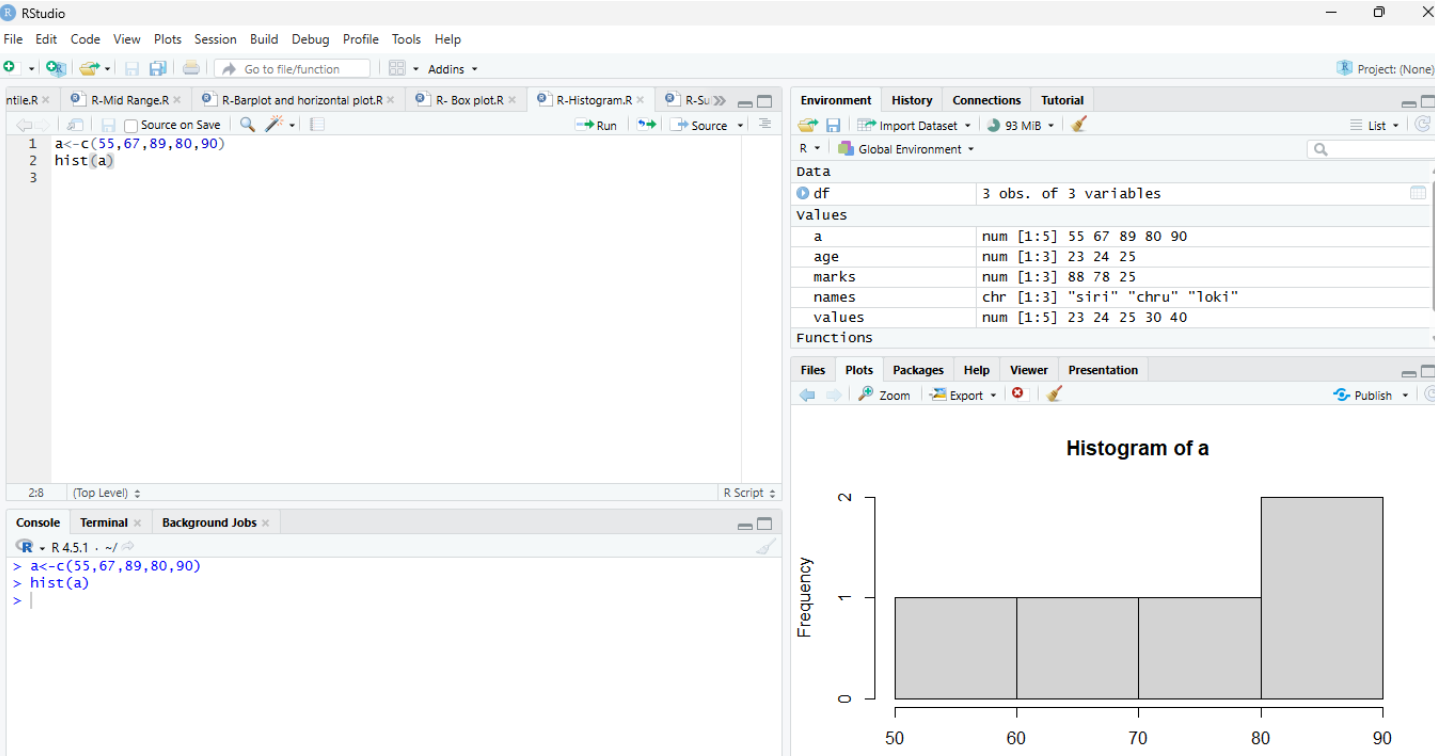 RStudio
File Edit Code View Plots Session Build Debug Profile Tools Help
Go to file/function Addins Project: (None)
ntile.R R-Mid Range.R R-Barplot and horizontal plot.R R- Box plot.R R-Histogram.R R-Su
Source on Save Run Source
1 a<-c(55,67,89,80,90)
2 hist(a)
3
2:8 (Top Level) R Script
Console Terminal Background Jobs
R 4.5.1 · ~/
> a<-c(55,67,89,80,90)
> hist(a)
>
Environment History Connections Tutorial
Import Dataset 93 MiB List
R Global Environment
Data
df 3 obs. of 3 variables
Values
a num [1:5] 55 67 89 80 90
age num [1:3] 23 24 25
marks num [1:3] 88 78 25
names chr [1:3] "siri" "chru" "loki"
values num [1:5] 23 24 25 30 40
Functions
Files Plots Packages Help Viewer Presentation
Zoom Export Publish
Histogram of a
Frequency
2
1
0
50 60 70 80 90